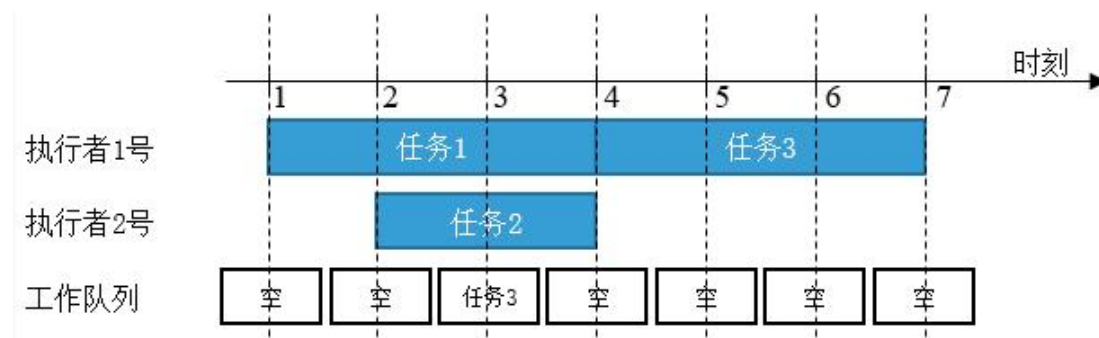 时刻
1 2 3 4 5 6 7
执行者1号 任务1 任务3
执行者2号 任务2
工作队列 空 空 任务3 空 空 空 空